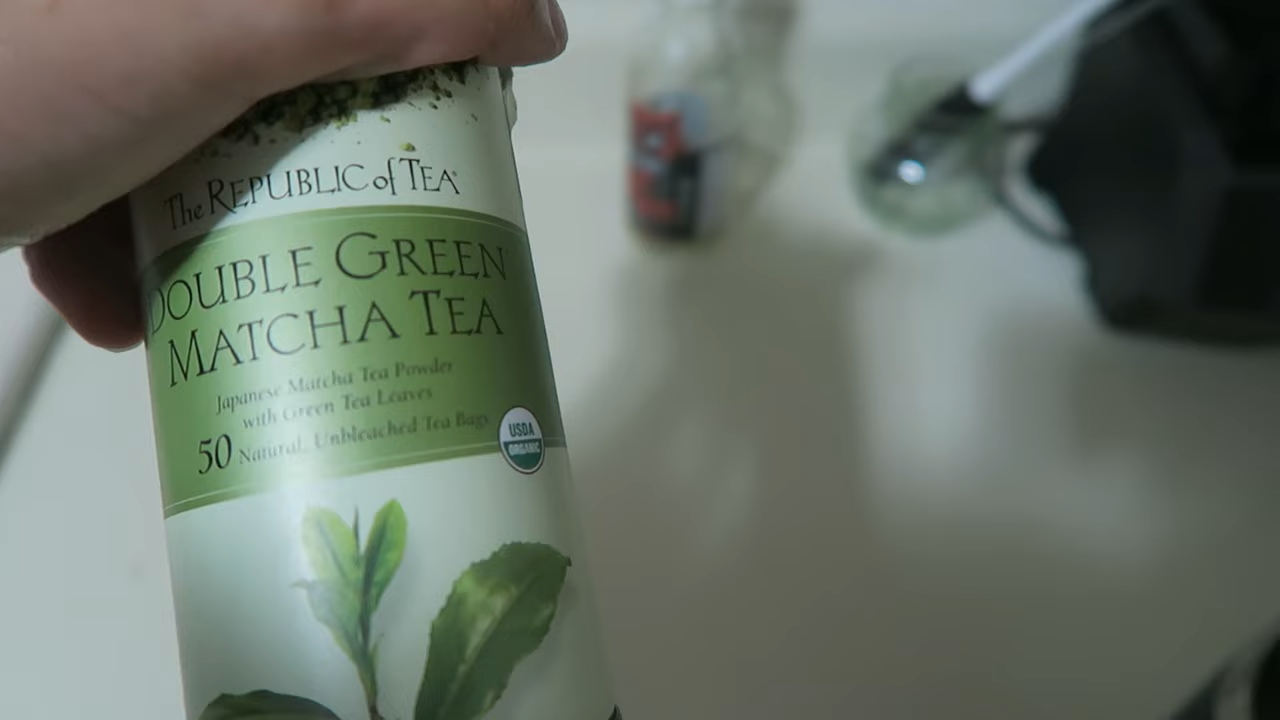 The REPUBLIC of TEA
DOUBLE GREEN
MATCHA TEA
Japanese Matcha Tea Powder
with Green Tea Leaves
50 Natural, Unbleached Tea Bags
USDA
ORGANIC